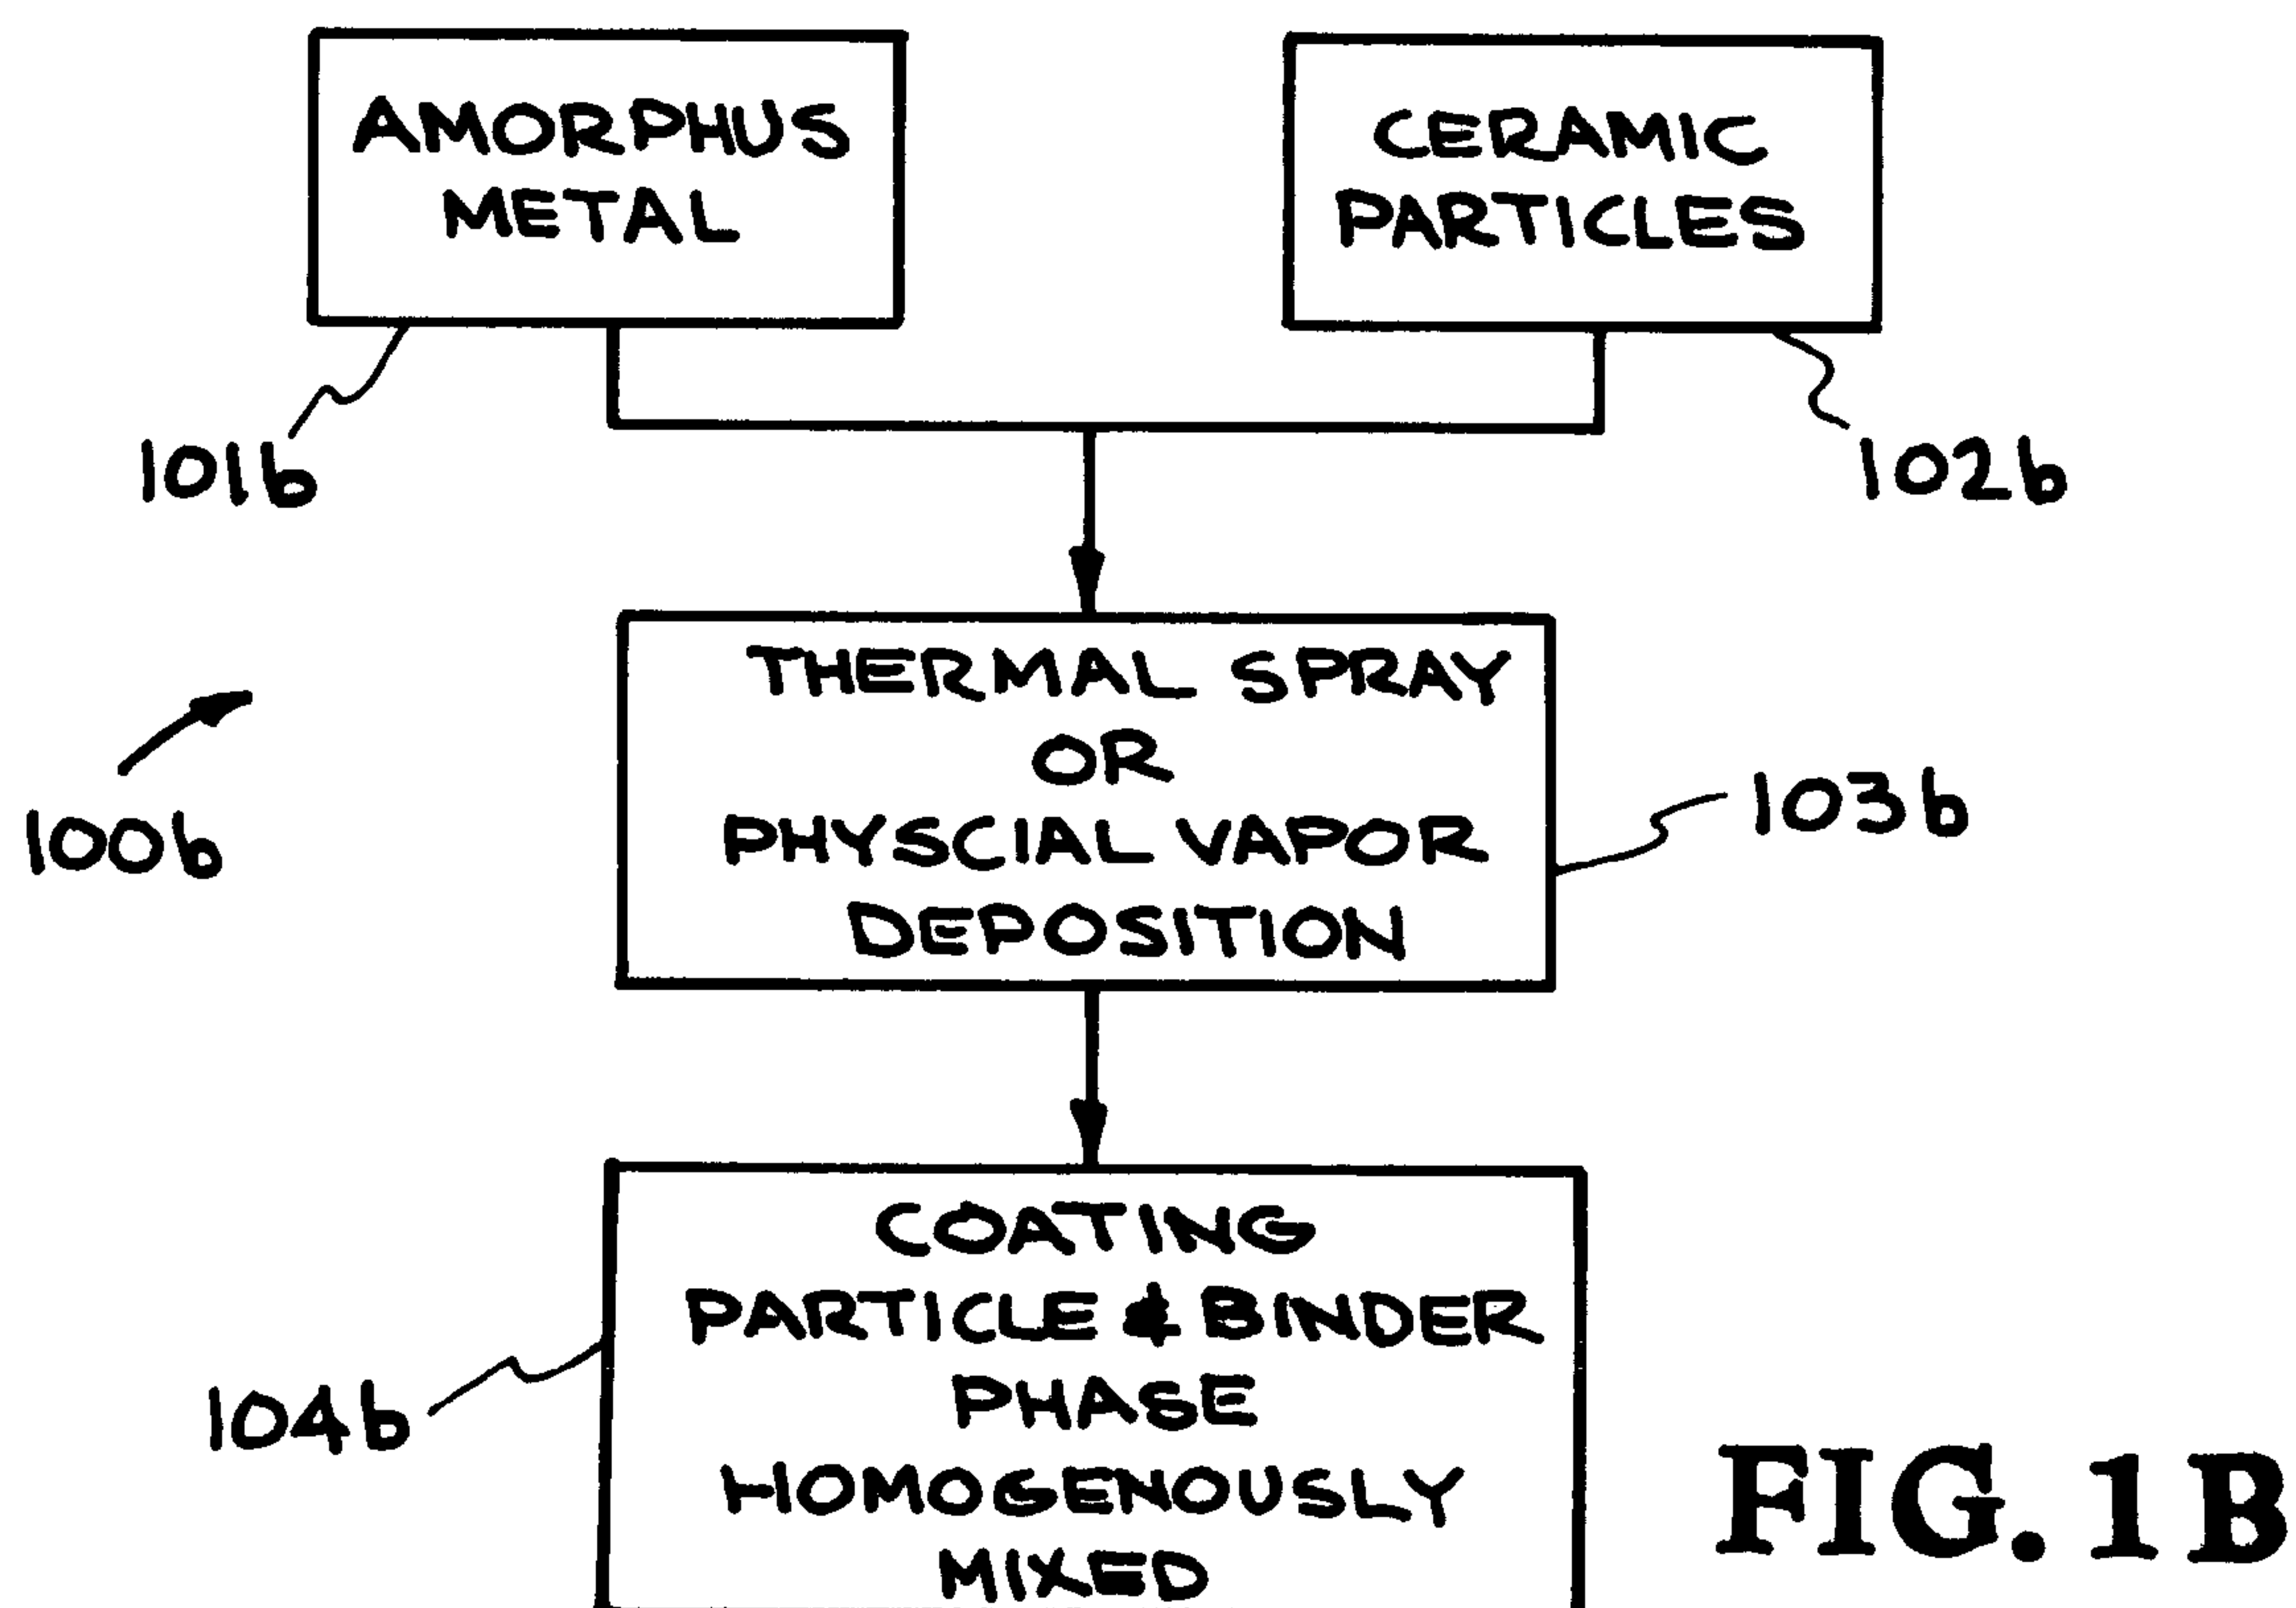 AMORPHUS
METAL
CERAMIC
PARTICLES
101b
102b
THERMAL SPRAY
OR
PHYSCIAL VAPOR
DEPOSITION
103b
100b
COATING
PARTICLE & BINDER
PHASE
HOMOGENOUSLY
MIXED
104b
FIG. 1B